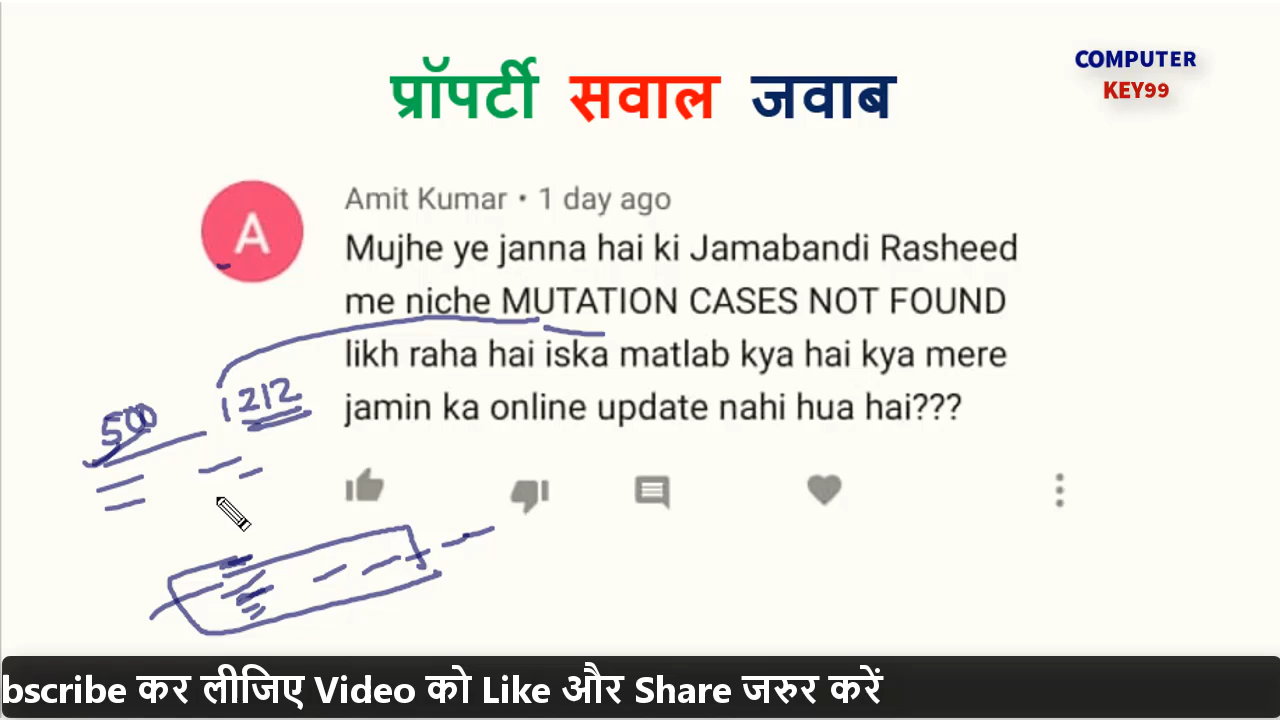 प्रॉपर्टी सवाल जवाब
COMPUTER
KEY99
A
Amit Kumar • 1 day ago
Mujhe ye janna hai ki Jamabandi Rasheed
me niche MUTATION CASES NOT FOUND
likh raha hai iska matlab kya hai kya mere
jamin ka online update nahi hua hai???
500
1212
bscribe कर लीजिए Video को Like और Share जरुर करें